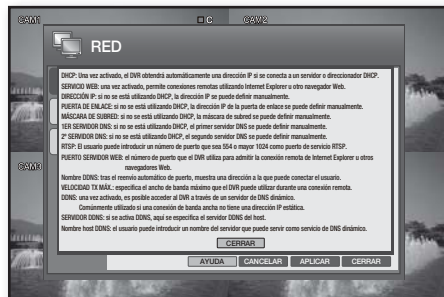 CAM1
C
CAM2
RED
DHCP: Una vez activado, el DVR obtendrá automáticamente una dirección IP si se conecta a un servidor o direccionador DHCP.
SERVICIO WEB: una vez activado, permite conexiones remotas utilizando Internet Explorer u otro navegador Web.
DIRECCIÓN IP: si no se está utilizando DHCP, la dirección IP se puede definir manualmente.
PUERTA DE ENLACE: si no se está utilizando DHCP, la dirección IP de la puerta de enlace se puede definir manualmente.
MÁSCARA DE SUBRED: si no se está utilizando DHCP, la máscara de subred se puede definir manualmente.
1ER SERVIDOR DNS: si no se está utilizando DHCP, el primer servidor DNS se puede definir manualmente.
2º SERVIDOR DNS: si no se está utilizando DHCP, el segundo servidor DNS se puede definir manualmente.
RTSP: El usuario puede introducir un número de puerto que sea 554 o mayor 1024 como puerto de servicio RTSP.
PUERTO SERVIDOR WEB: el número de puerto que el DVR utiliza para admitir la conexión remota de Internet Explorer u otros
navegadores Web.
Nombre DDNS: tras el reenvío automático de puerto, muestra una dirección a la que puede conectar el usuario.
VELOCIDAD TX MÁX.: especifica el ancho de banda máximo que el DVR puede utilizar durante una conexión remota.
DDNS: una vez activado, es posible acceder al DVR a través de un servidor de DNS dinámico.
Comúnmente utilizado si una conexión de banda ancha no tiene una dirección IP estática.
SERVIDOR DDNS: si se activa DDNS, aquí se especifica el servidor DDNS del host.
Nombre host DDNS: el usuario puede introducir un nombre del servidor que puede servir como servicio de DNS dinámico.
CERRAR
AYUDA CANCELAR APLICAR CERRAR
CAM3